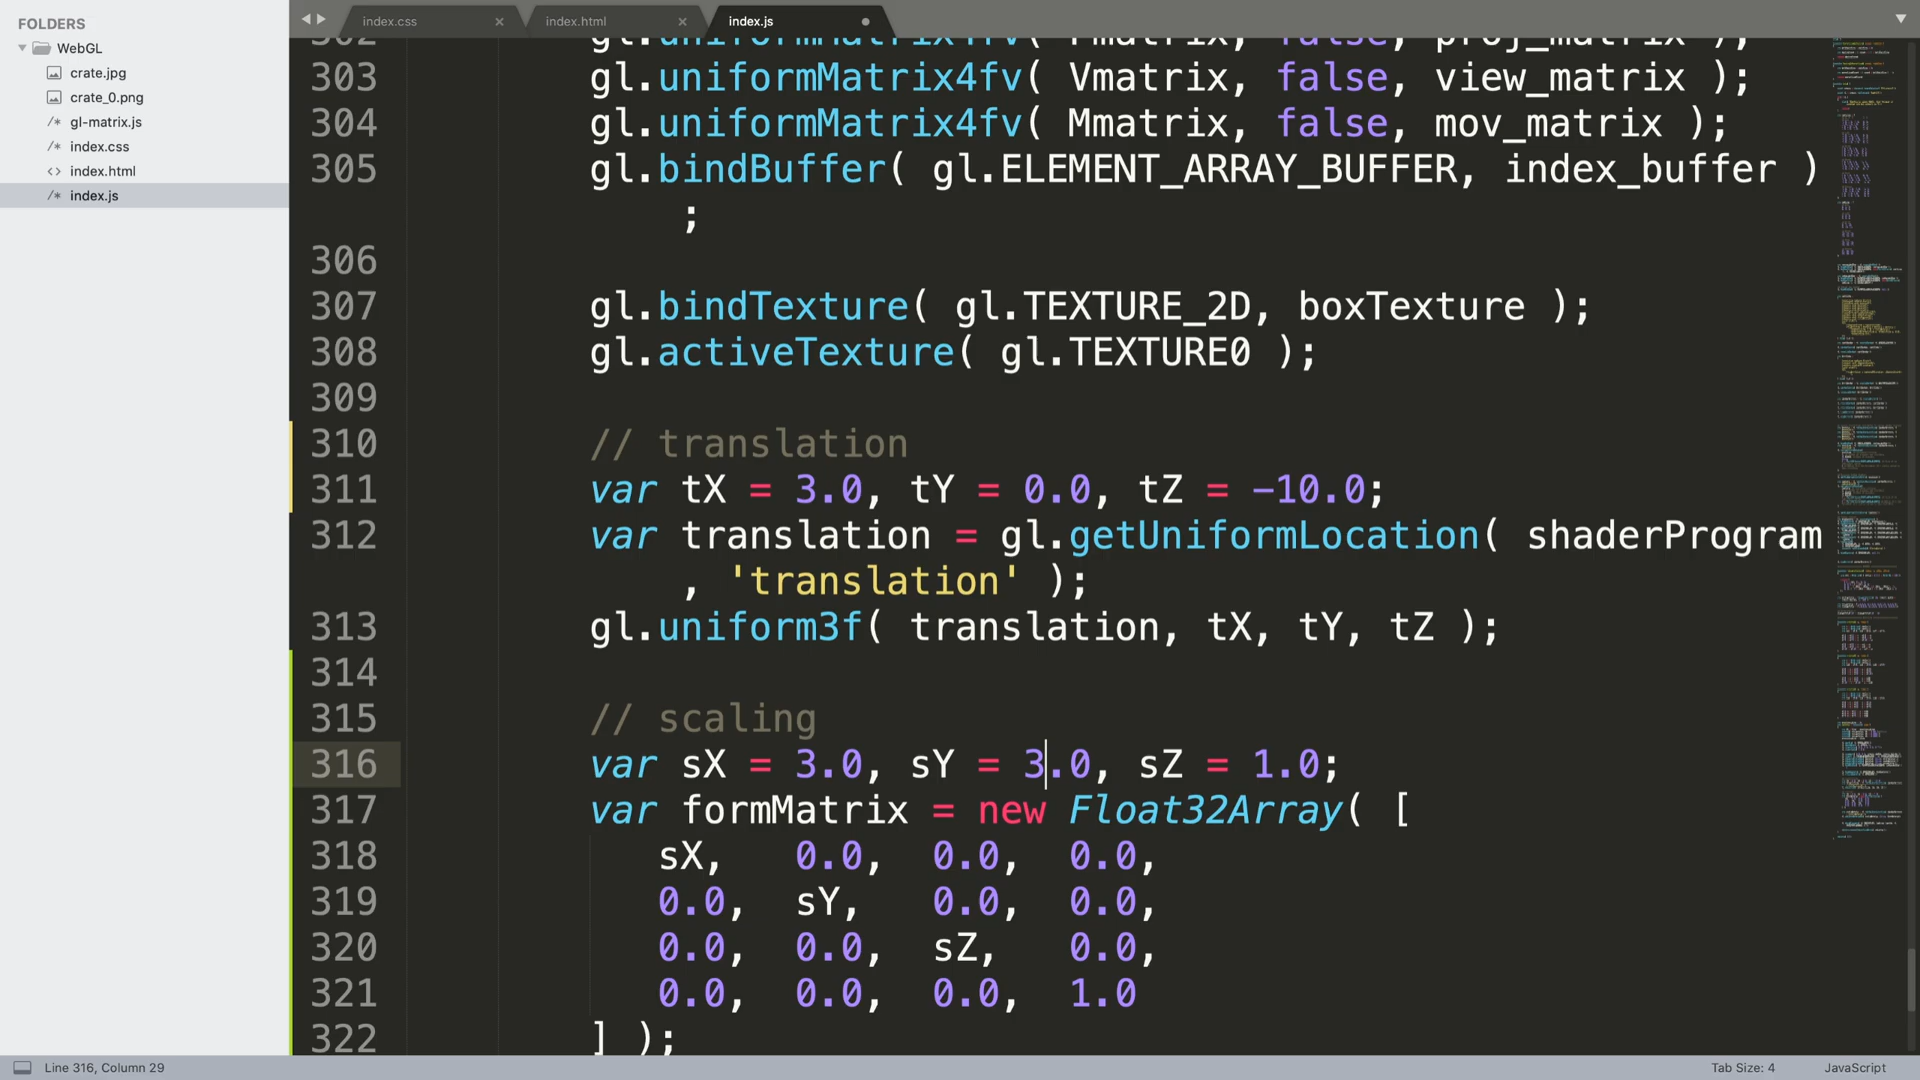 FOLDERS
WebGL
crate.jpg
crate_0.png
/* gl-matrix.js
/* index.css
<> index.html
/* index.js
index.css ×
index.html ×
index.js
302 gl.uniformMatrix4fv( Pmatrix, false, proj_matrix );
303 gl.uniformMatrix4fv( Vmatrix, false, view_matrix );
304 gl.uniformMatrix4fv( Mmatrix, false, mov_matrix );
305 gl.bindBuffer( gl.ELEMENT_ARRAY_BUFFER, index_buffer )
;
306
307 gl.bindTexture( gl.TEXTURE_2D, boxTexture );
308 gl.activeTexture( gl.TEXTURE0 );
309
310 // translation
311 var tX = 3.0, tY = 0.0, tZ = -10.0;
312 var translation = gl.getUniformLocation( shaderProgram
, 'translation' );
313 gl.uniform3f( translation, tX, tY, tZ );
314
315 // scaling
316 var sX = 3.0, sY = 3.0, sZ = 1.0;
317 var formMatrix = new Float32Array( [
318 sX, 0.0, 0.0, 0.0,
319 0.0, sY, 0.0, 0.0,
320 0.0, 0.0, sZ, 0.0,
321 0.0, 0.0, 0.0, 1.0
322 ] );
Line 316, Column 29
Tab Size: 4
JavaScript